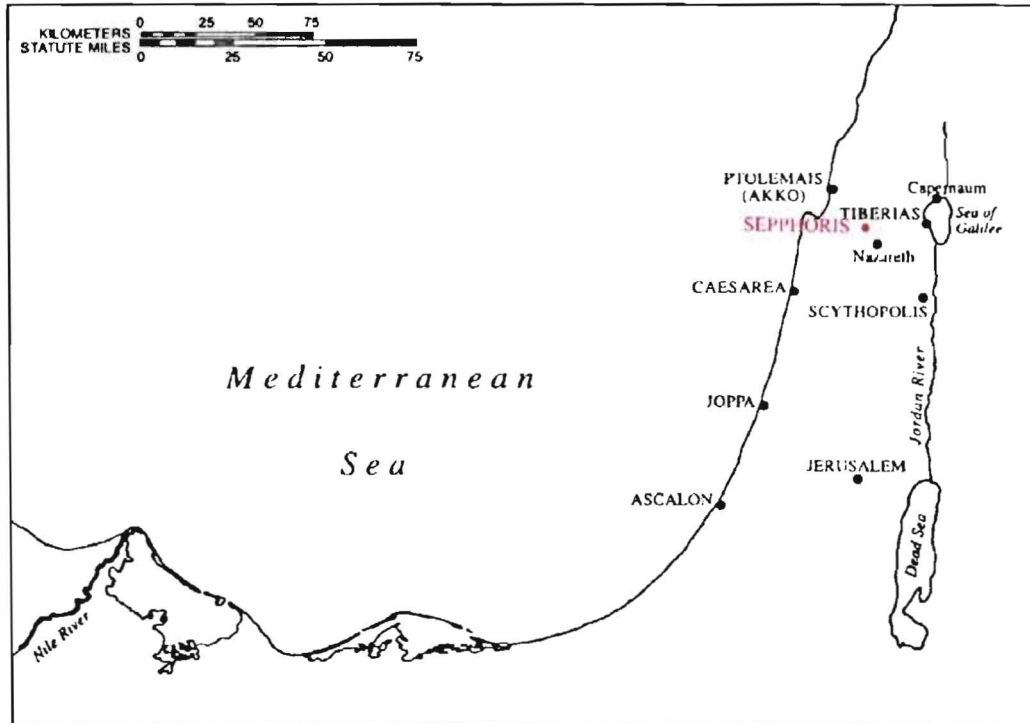 0 25 50 75
KILOMETERS
STATUTE MILES
0 25 50 75
PTOLEMAIS
(AKKO)
Capernaum
TIBERIAS
Sea of
Galilee
SEPPHORIS
Nazareth
CAESAREA
SCYTHOPOLIS
Mediterranean
Sea
JOPPA
Jordan River
JERUSALEM
ASCALON
Dead Sea
Nile River